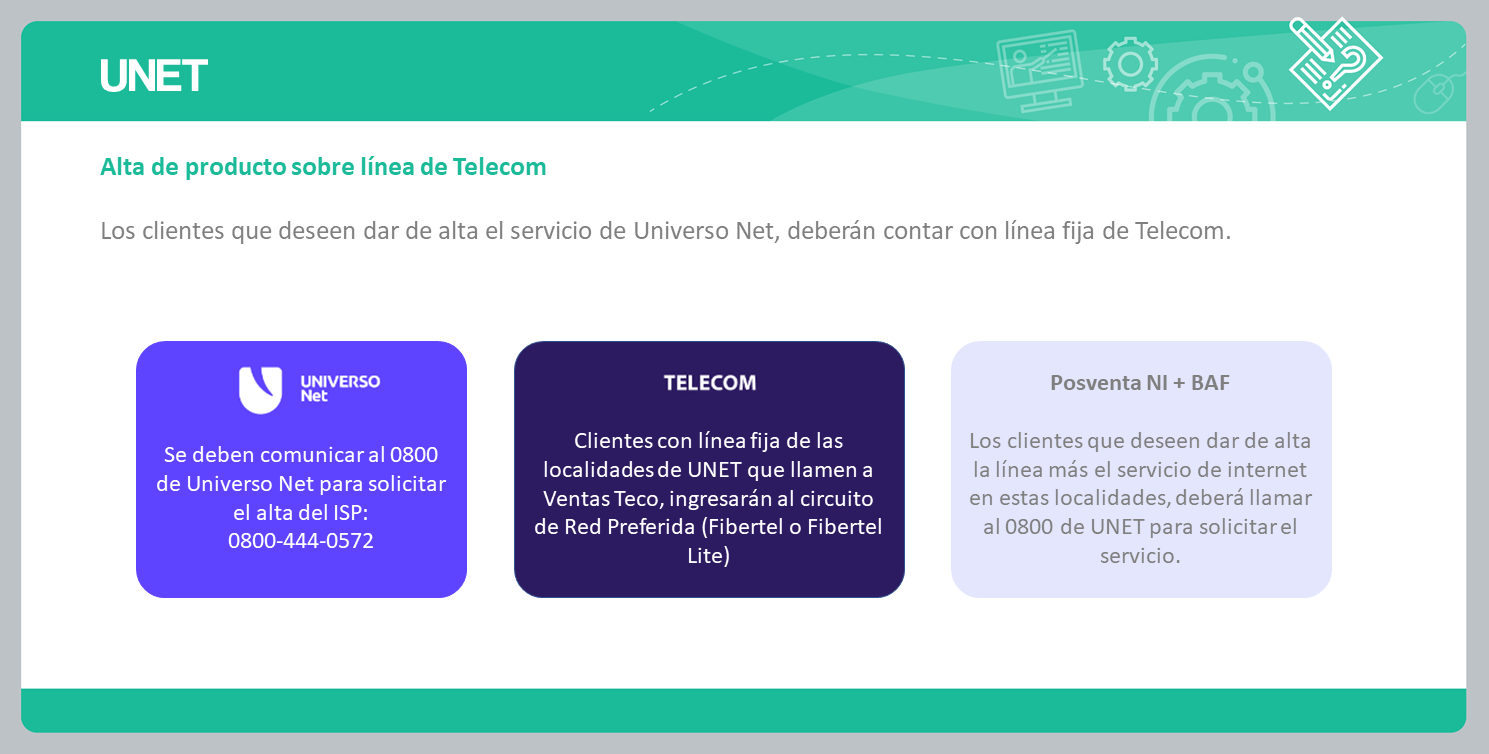 UNET
Alta de producto sobre línea de Telecom
Los clientes que deseen dar de alta el servicio de Universo Net, deberán contar con línea fija de Telecom.
UNIVERSO
Net
Se deben comunicar al 0800
de Universo Net para solicitar
el alta del ISP:
0800-444-0572
TELECOM
Clientes con línea fija de las
localidades de UNET que llamen a
Ventas Teco, ingresarán al circuito
de Red Preferida (Fibertel o Fibertel
Lite)
Posventa NI + BAF
Los clientes que deseen dar de alta
la línea más el servicio de internet
en estas localidades, deberá llamar
al 0800 de UNET para solicitar el
servicio.